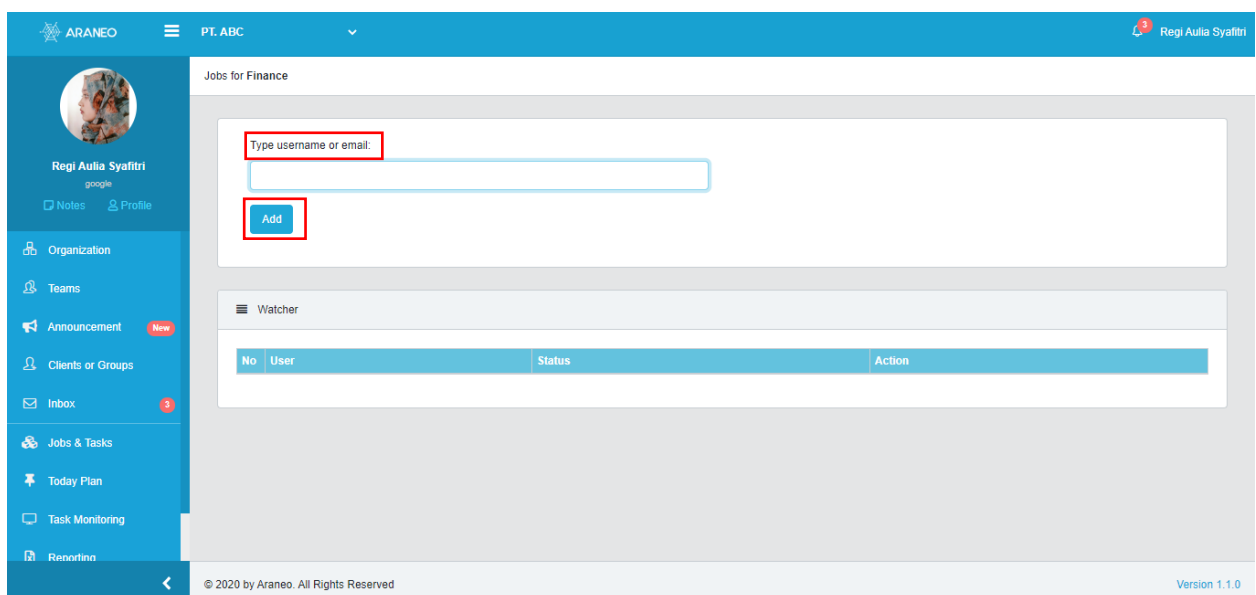 ARANEO
PT. ABC
3
Regi Aulia Syafitri
Regi Aulia Syafitri
google
Notes
Profile
Organization
Teams
Announcement
New
Clients or Groups
Inbox
3
Jobs & Tasks
Today Plan
Task Monitoring
Reporting
Jobs for Finance
Type username or email:
Add
Watcher
No User Status Action
© 2020 by Araneo. All Rights Reserved
Version 1.1.0